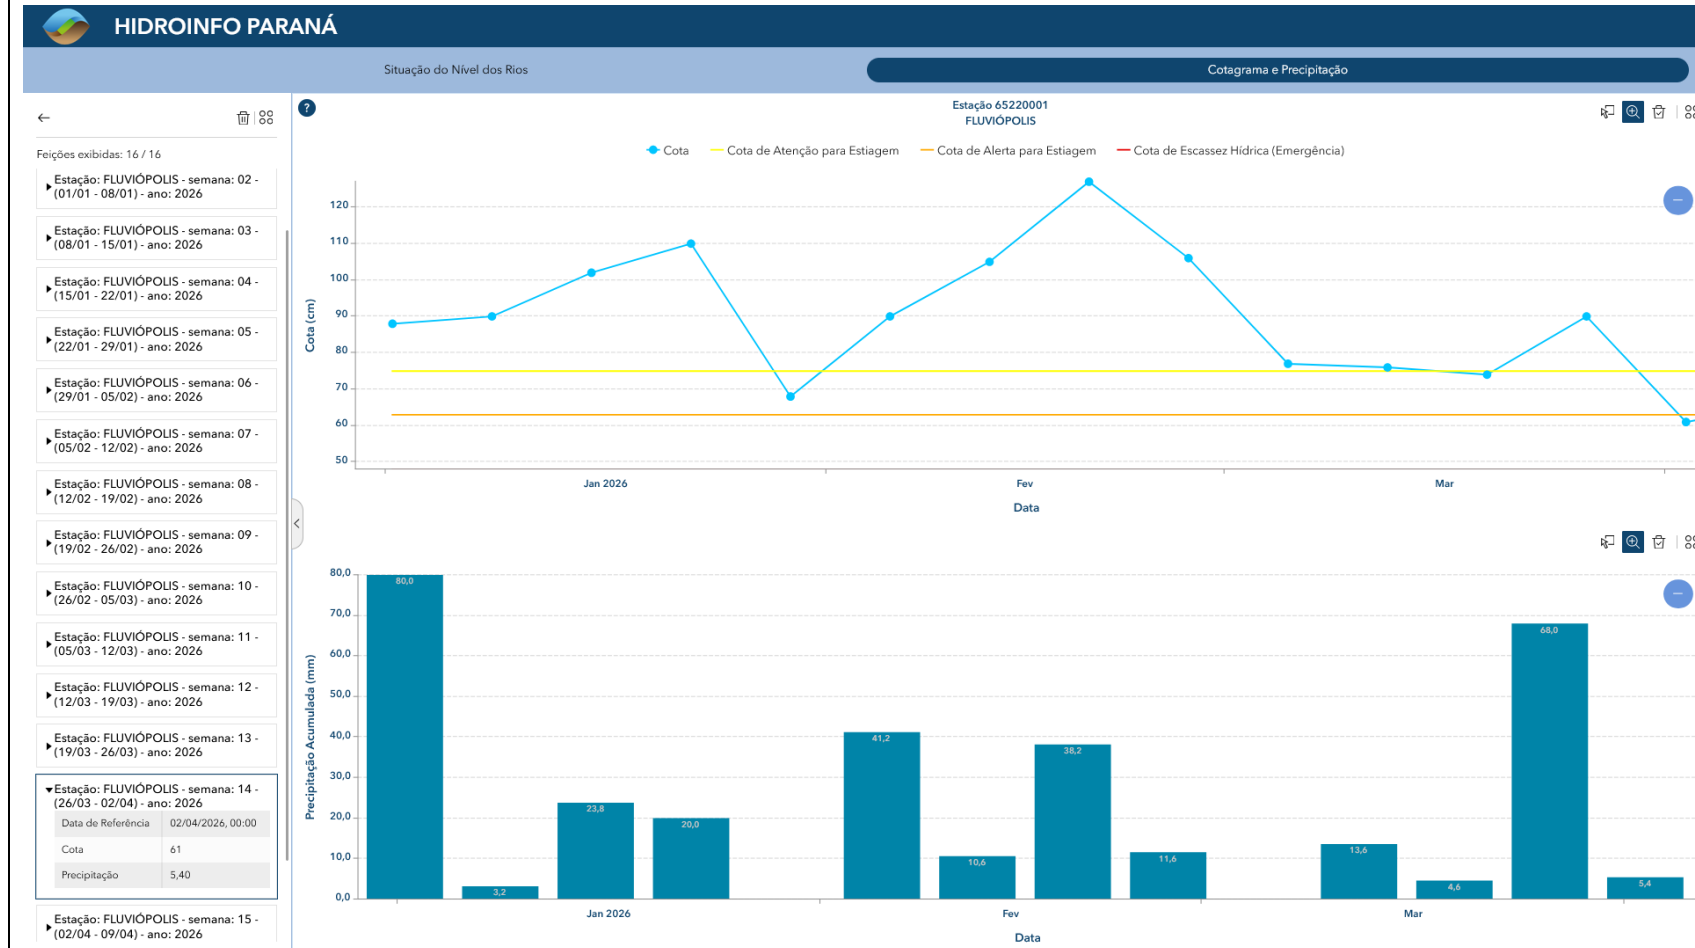 HIDROINFO PARANÁ
Situação do Nível dos Rios
Cotagrama e Precipitação
Feições exibidas: 16 / 16
Estação: FLUVIÓPOLIS - semana: 02 -
(01/01 - 08/01) - ano: 2026
Estação: FLUVIÓPOLIS - semana: 03 -
(08/01 - 15/01) - ano: 2026
Estação: FLUVIÓPOLIS - semana: 04 -
(15/01 - 22/01) - ano: 2026
Estação: FLUVIÓPOLIS - semana: 05 -
(22/01 - 29/01) - ano: 2026
Estação: FLUVIÓPOLIS - semana: 06 -
(29/01 - 05/02) - ano: 2026
Estação: FLUVIÓPOLIS - semana: 07 -
(05/02 - 12/02) - ano: 2026
Estação: FLUVIÓPOLIS - semana: 08 -
(12/02 - 19/02) - ano: 2026
Estação: FLUVIÓPOLIS - semana: 09 -
(19/02 - 26/02) - ano: 2026
Estação: FLUVIÓPOLIS - semana: 10 -
(26/02 - 05/03) - ano: 2026
Estação: FLUVIÓPOLIS - semana: 11 -
(05/03 - 12/03) - ano: 2026
Estação: FLUVIÓPOLIS - semana: 12 -
(12/03 - 19/03) - ano: 2026
Estação: FLUVIÓPOLIS - semana: 13 -
(19/03 - 26/03) - ano: 2026
Estação: FLUVIÓPOLIS - semana: 14 -
(26/03 - 02/04) - ano: 2026
Data de Referência 02/04/2026, 00:00
Cota 61
Precipitação 5,40
Estação: FLUVIÓPOLIS - semana: 15 -
(02/04 - 09/04) - ano: 2026
?
Estação 65220001
FLUVIÓPOLIS
Cota Cota de Atenção para Estiagem Cota de Alerta para Estiagem Cota de Escassez Hídrica (Emergência)
Cota (cm)
120
110
100
90
80
70
60
50
Jan 2026 Fev Mar
Data
Precipitação Acumulada (mm)
80,0
70,0
60,0
50,0
40,0
30,0
20,0
10,0
0,0
80,0
3,2
23,8
20,0
41,2
10,6
38,2
11,6
13,6
4,6
68,0
5,4
Jan 2026 Fev Mar
Data